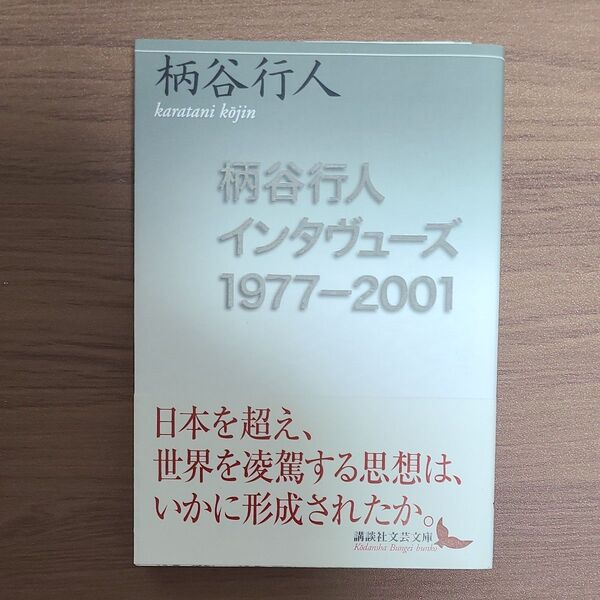 柄谷行人
karatani kōjin
柄谷行人
インタヴューズ
1977–2001
日本を超え、
世界を凌駕する思想は、
いかに形成されたか。
講談社文芸文庫
Kōdansha Bungei bunko